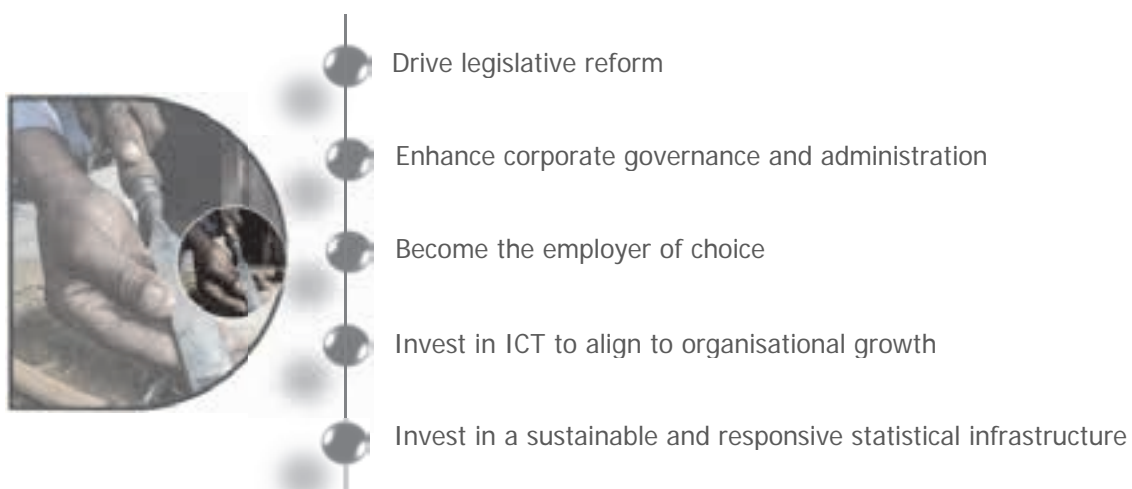 Drive legislative reform
Enhance corporate governance and administration
Become the employer of choice
Invest in ICT to align to organisational growth
Invest in a sustainable and responsive statistical infrastructure